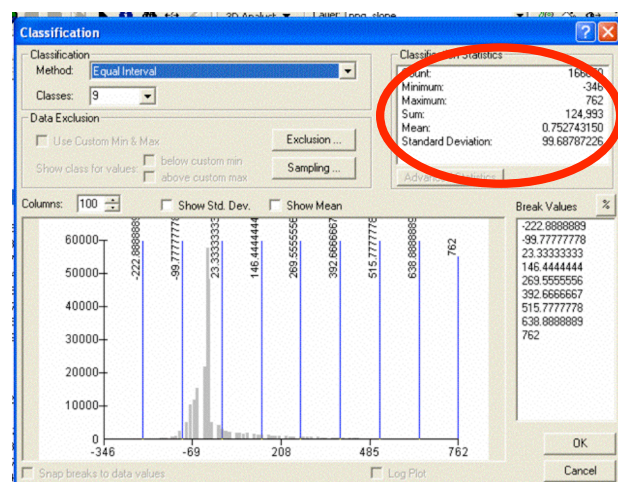 3D Analyst
Layer
png_slope
Classification
Classification
Method: Equal Interval
Classes: 9
Data Exclusion
Use Custom Min & Max
Exclusion ...
Show class for values:
below custom min
above custom max
Sampling ...
Classification Statistics
Count:
Minimum: -346
Maximum: 762
Sum: 124,993
Mean: 0.752743150
Standard Deviation: 99.68787226
Advanced Statistics
Columns: 100
Show Std. Dev.
Show Mean
Break Values
%
-222.8888889
-99.77777778
23.33333333
146.4444444
269.5555556
392.6666667
515.7777778
638.8888889
762
60000
50000
40000
30000
20000
10000
0
-222.8888889
-99.77777778
23.33333333
146.4444444
269.5555556
392.6666667
515.7777778
638.8888889
762
-346
-69
208
485
762
OK
Snap breaks to data values
Log Plot
Cancel